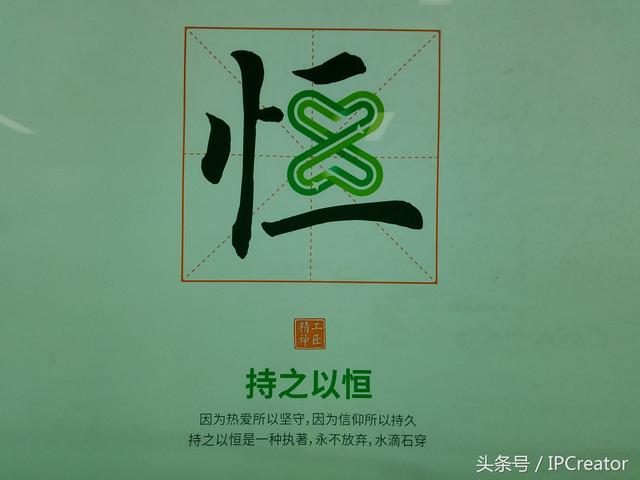 恒
工匠
精神
持之以恒
因为热爱所以坚守,因为信仰所以持久
持之以恒是一种执著,永不放弃,水滴石穿
头条号 / IPCreator